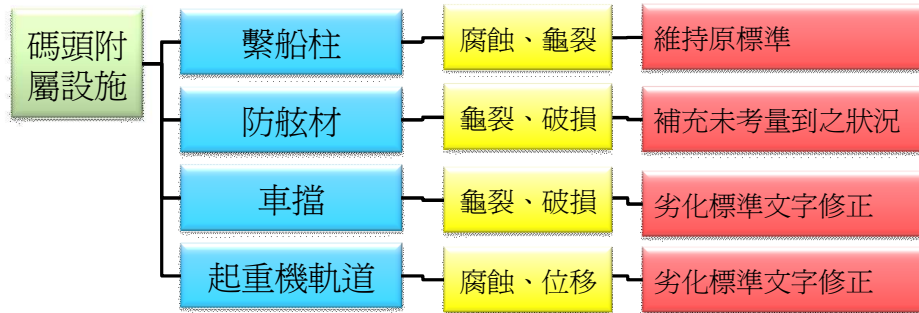 碼頭附
屬設施
繫船柱
腐蝕、龜裂
維持原標準
防舷材
龜裂、破損
補充未考量到之狀況
車擋
龜裂、破損
劣化標準文字修正
起重機軌道
腐蝕、位移
劣化標準文字修正